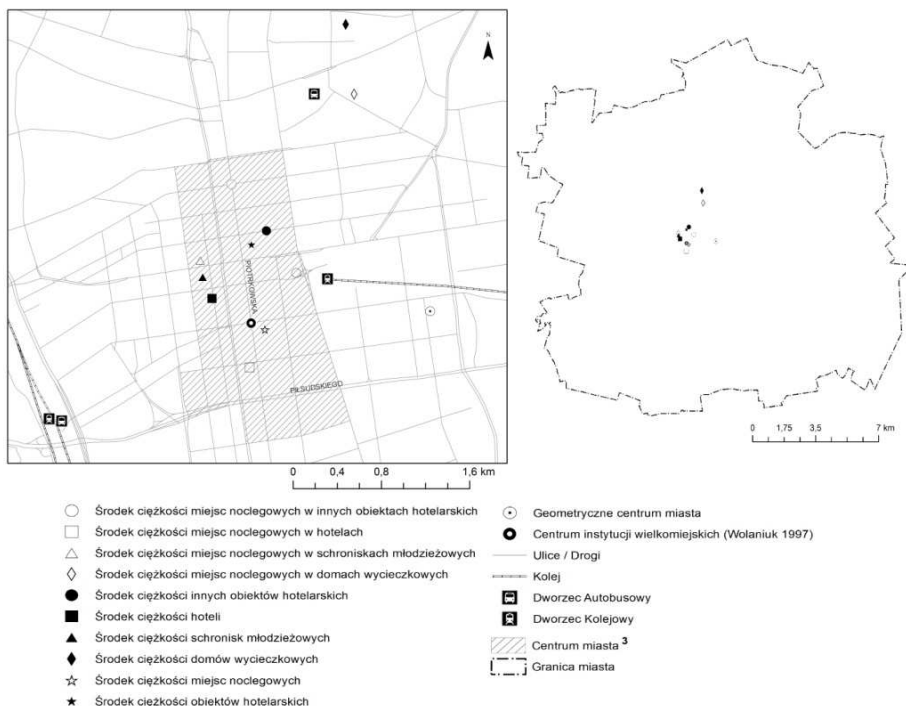 N
PIOTRKOWSKA
PIŁSUDSKIEGO
0 0,4 0,8 1,6 km
0 1,75 3,5 7 km
Środek ciężkości miejsc noclegowych w innych obiektach hotelarskich
Środek ciężkości miejsc noclegowych w hotelach
Środek ciężkości miejsc noclegowych w schroniskach młodzieżowych
Środek ciężkości miejsc noclegowych w domach wycieczkowych
Środek ciężkości innych obiektów hotelarskich
Środek ciężkości hoteli
Środek ciężkości schronisk młodzieżowych
Środek ciężkości domów wycieczkowych
Środek ciężkości miejsc noclegowych
Środek ciężkości obiektów hotelarskich
Geometryczne centrum miasta
Centrum instytucji wielkomiejskich (Wolaniuk 1997)
Ulice / Drogi
Kolej
Dworzec Autobusowy
Dworzec Kolejowy
Centrum miasta 3
Granica miasta